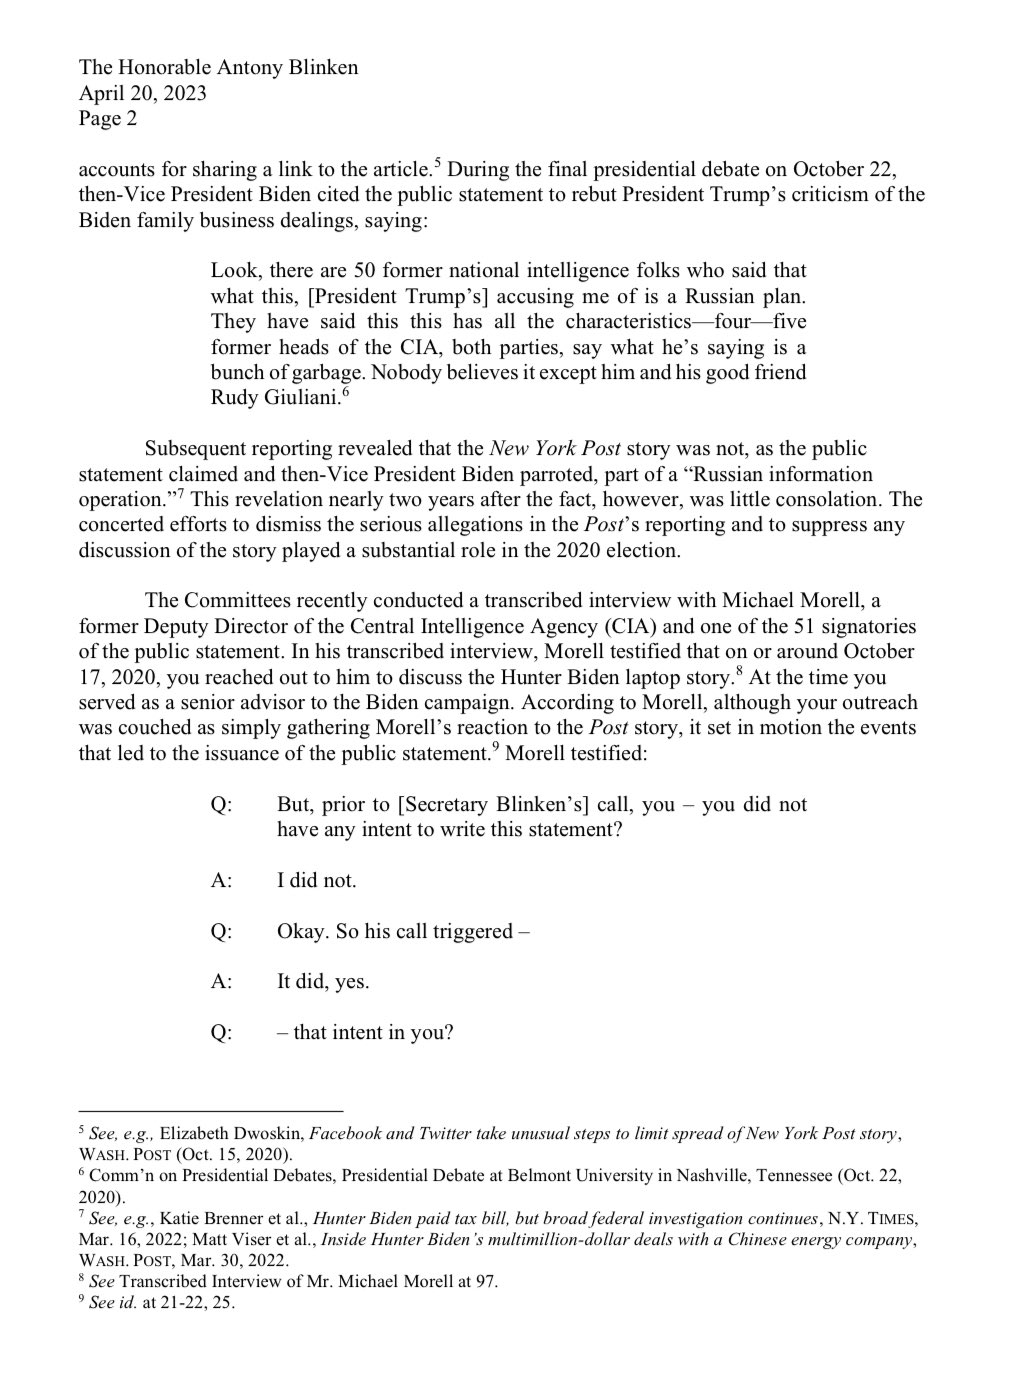 The Honorable Antony Blinken
April 20, 2023
Page 2
accounts for sharing a link to the article.5 During the final presidential debate on October 22,
then-Vice President Biden cited the public statement to rebut President Trump’s criticism of the
Biden family business dealings, saying:
Look, there are 50 former national intelligence folks who said that
what this, [President Trump’s] accusing me of is a Russian plan.
They have said this this has all the characteristics—four—five
former heads of the CIA, both parties, say what he’s saying is a
bunch of garbage. Nobody believes it except him and his good friend
Rudy Giuliani.6
Subsequent reporting revealed that the New York Post story was not, as the public
statement claimed and then-Vice President Biden parroted, part of a “Russian information
operation.”7 This revelation nearly two years after the fact, however, was little consolation. The
concerted efforts to dismiss the serious allegations in the Post’s reporting and to suppress any
discussion of the story played a substantial role in the 2020 election.
The Committees recently conducted a transcribed interview with Michael Morell, a
former Deputy Director of the Central Intelligence Agency (CIA) and one of the 51 signatories
of the public statement. In his transcribed interview, Morell testified that on or around October
17, 2020, you reached out to him to discuss the Hunter Biden laptop story.8 At the time you
served as a senior advisor to the Biden campaign. According to Morell, although your outreach
was couched as simply gathering Morell’s reaction to the Post story, it set in motion the events
that led to the issuance of the public statement.9 Morell testified:
Q: But, prior to [Secretary Blinken’s] call, you – you did not
have any intent to write this statement?
A: I did not.
Q: Okay. So his call triggered –
A: It did, yes.
Q: – that intent in you?
5 See, e.g., Elizabeth Dwoskin, Facebook and Twitter take unusual steps to limit spread of New York Post story,
WASH. POST (Oct. 15, 2020).
6 Comm’n on Presidential Debates, Presidential Debate at Belmont University in Nashville, Tennessee (Oct. 22,
2020).
7 See, e.g., Katie Brenner et al., Hunter Biden paid tax bill, but broad federal investigation continues, N.Y. TIMES,
Mar. 16, 2022; Matt Viser et al., Inside Hunter Biden’s multimillion-dollar deals with a Chinese energy company,
WASH. POST, Mar. 30, 2022.
8 See Transcribed Interview of Mr. Michael Morell at 97.
9 See id. at 21-22, 25.